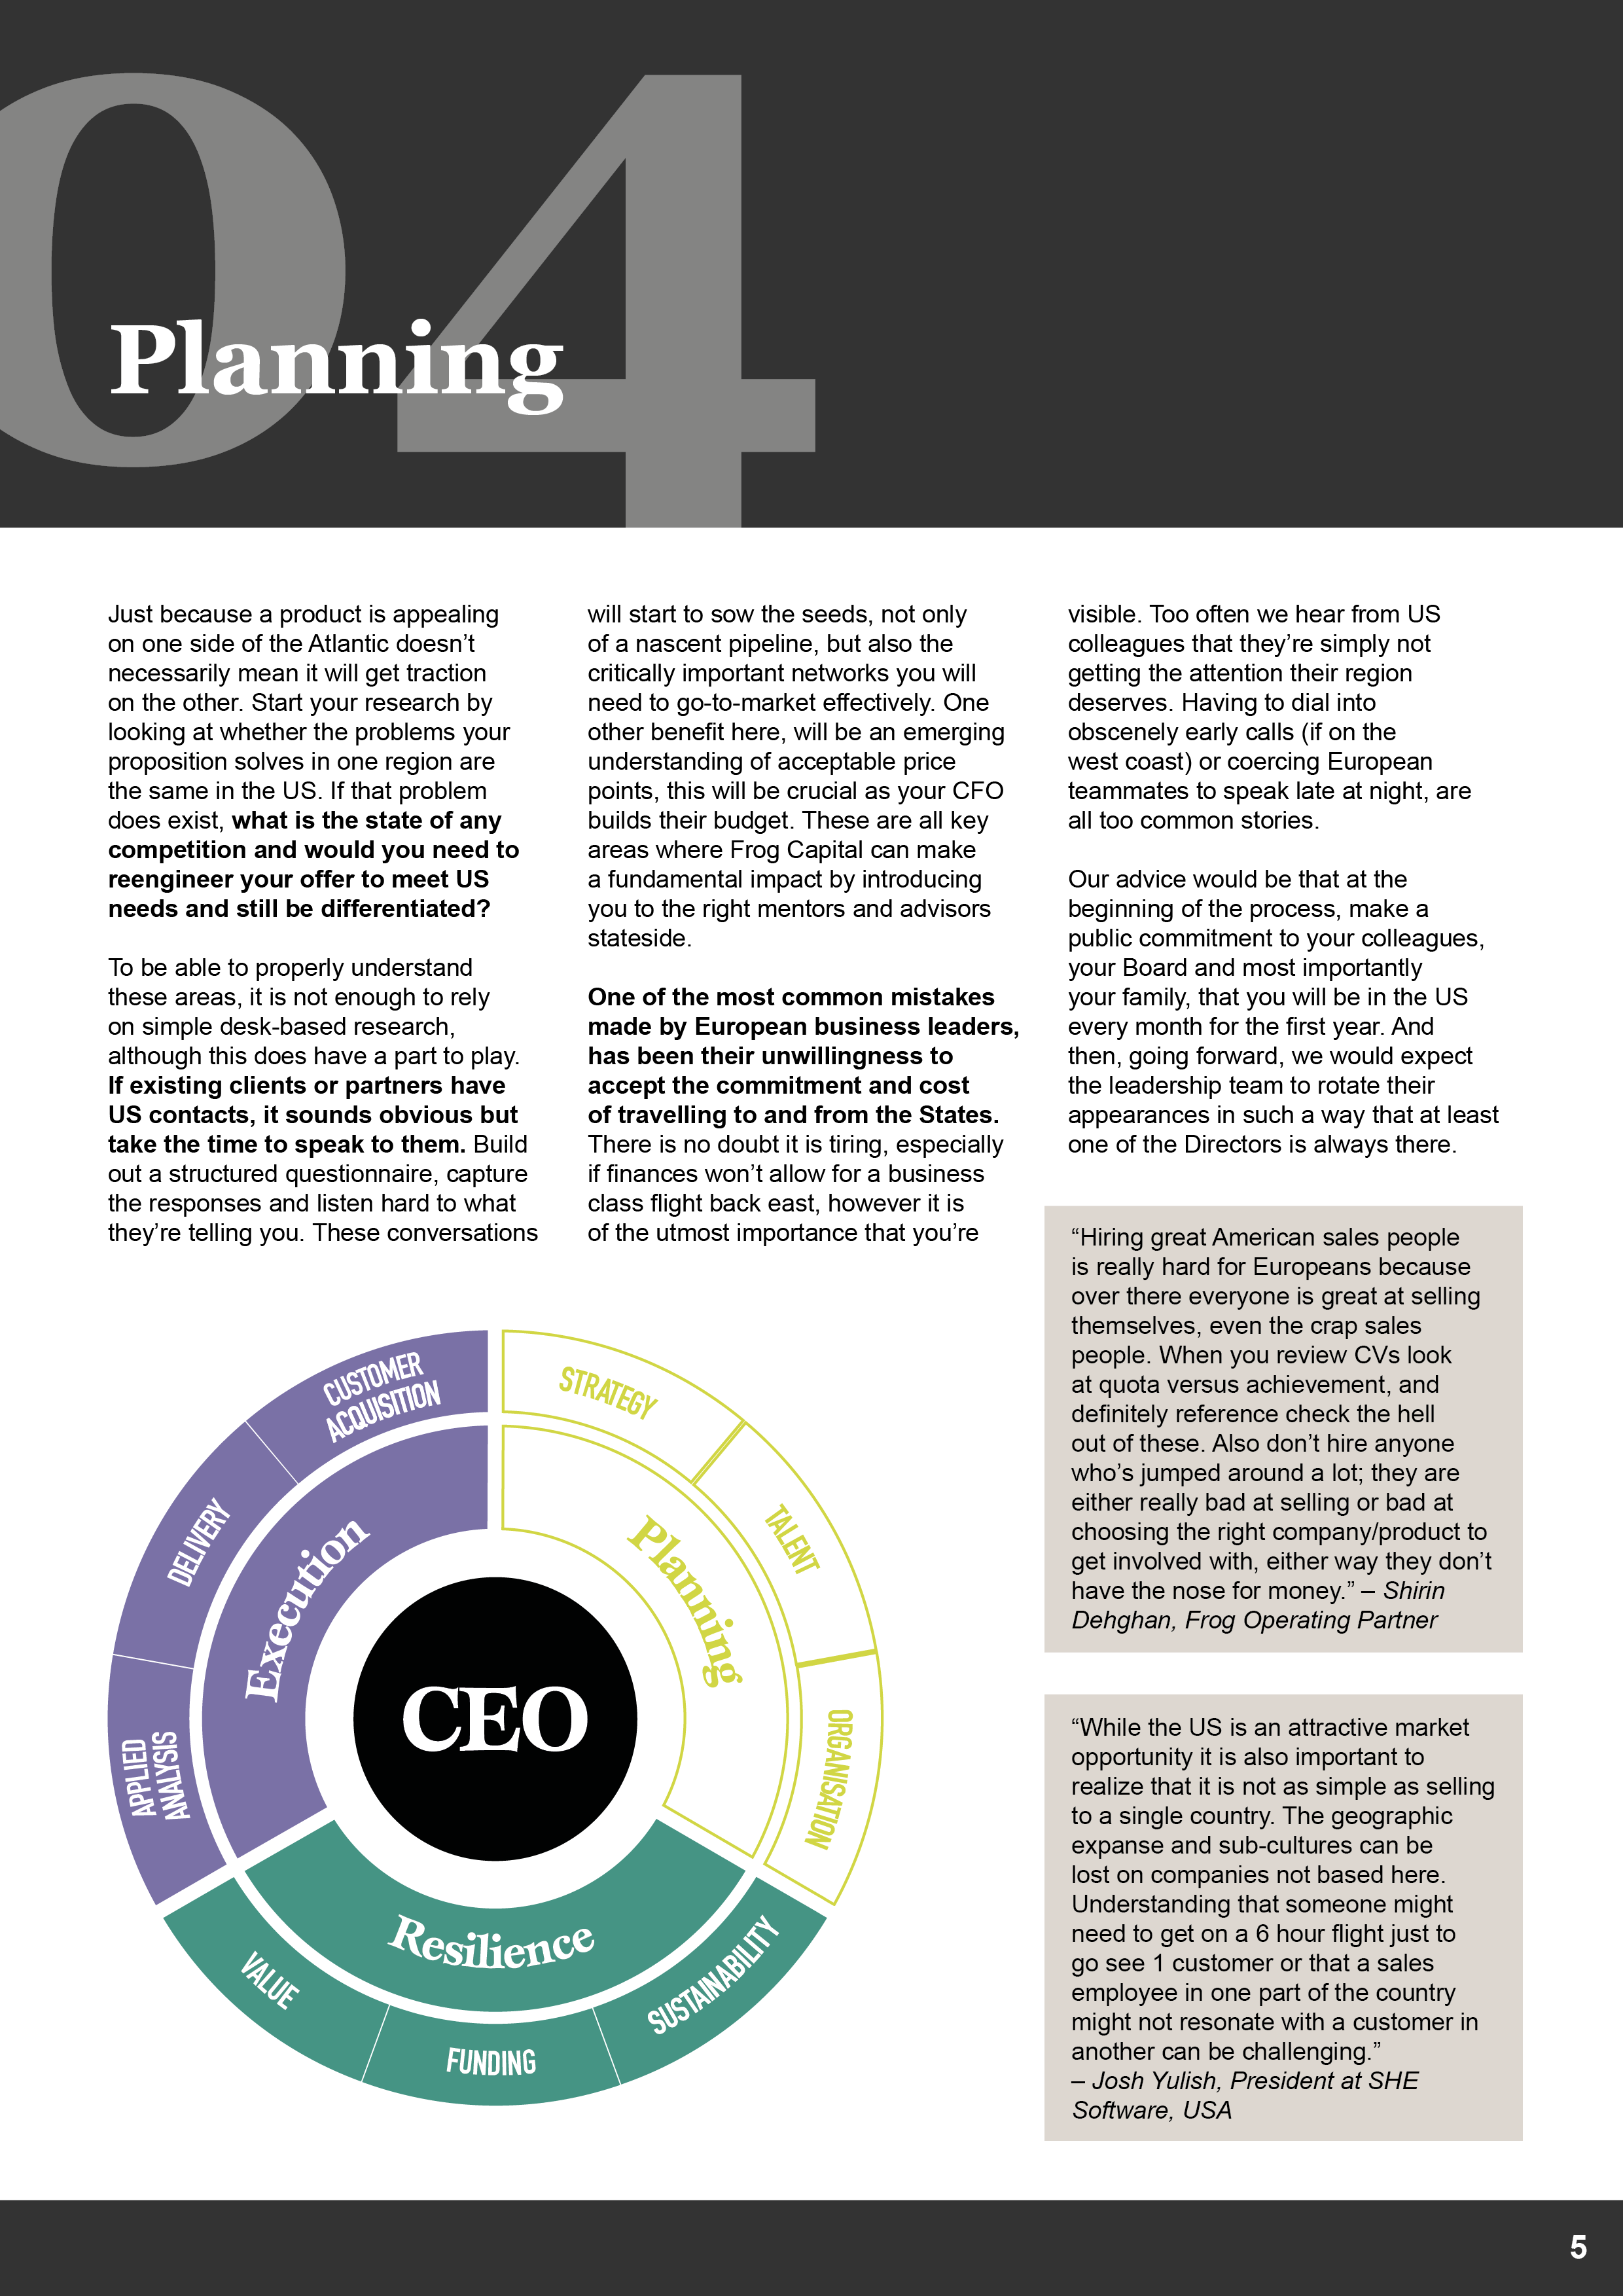 04
Planning
Just because a product is appealing
on one side of the Atlantic doesn’t
necessarily mean it will get traction
on the other. Start your research by
looking at whether the problems your
proposition solves in one region are
the same in the US. If that problem
does exist, what is the state of any
competition and would you need to
reengineer your offer to meet US
needs and still be differentiated?
To be able to properly understand
these areas, it is not enough to rely
on simple desk-based research,
although this does have a part to play.
If existing clients or partners have
US contacts, it sounds obvious but
take the time to speak to them. Build
out a structured questionnaire, capture
the responses and listen hard to what
they’re telling you. These conversations
will start to sow the seeds, not only
of a nascent pipeline, but also the
critically important networks you will
need to go-to-market effectively. One
other benefit here, will be an emerging
understanding of acceptable price
points, this will be crucial as your CFO
builds their budget. These are all key
areas where Frog Capital can make
a fundamental impact by introducing
you to the right mentors and advisors
stateside.
One of the most common mistakes
made by European business leaders,
has been their unwillingness to
accept the commitment and cost
of travelling to and from the States.
There is no doubt it is tiring, especially
if finances won’t allow for a business
class flight back east, however it is
of the utmost importance that you’re
visible. Too often we hear from US
colleagues that they’re simply not
getting the attention their region
deserves. Having to dial into
obscenely early calls (if on the
west coast) or coercing European
teammates to speak late at night, are
all too common stories.
Our advice would be that at the
beginning of the process, make a
public commitment to your colleagues,
your Board and most importantly
your family, that you will be in the US
every month for the first year. And
then, going forward, we would expect
the leadership team to rotate their
appearances in such a way that at least
one of the Directors is always there.
“Hiring great American sales people
is really hard for Europeans because
over there everyone is great at selling
themselves, even the crap sales
people. When you review CVs look
at quota versus achievement, and
definitely reference check the hell
out of these. Also don’t hire anyone
who’s jumped around a lot; they are
either really bad at selling or bad at
choosing the right company/product to
get involved with, either way they don’t
have the nose for money.” – Shirin
Dehghan, Frog Operating Partner
“While the US is an attractive market
opportunity it is also important to
realize that it is not as simple as selling
to a single country. The geographic
expanse and sub-cultures can be
lost on companies not based here.
Understanding that someone might
need to get on a 6 hour flight just to
go see 1 customer or that a sales
employee in one part of the country
might not resonate with a customer in
another can be challenging.”
– Josh Yulish, President at SHE
Software, USA
CUSTOMER
ACQUISITION
STRATEGY
DELIVERY
TALENT
Execution
Planning
CEO
APPLIED
ANALYSIS
ORGANISATION
Resilience
VALUE
FUNDING
SUSTAINABILITY
5